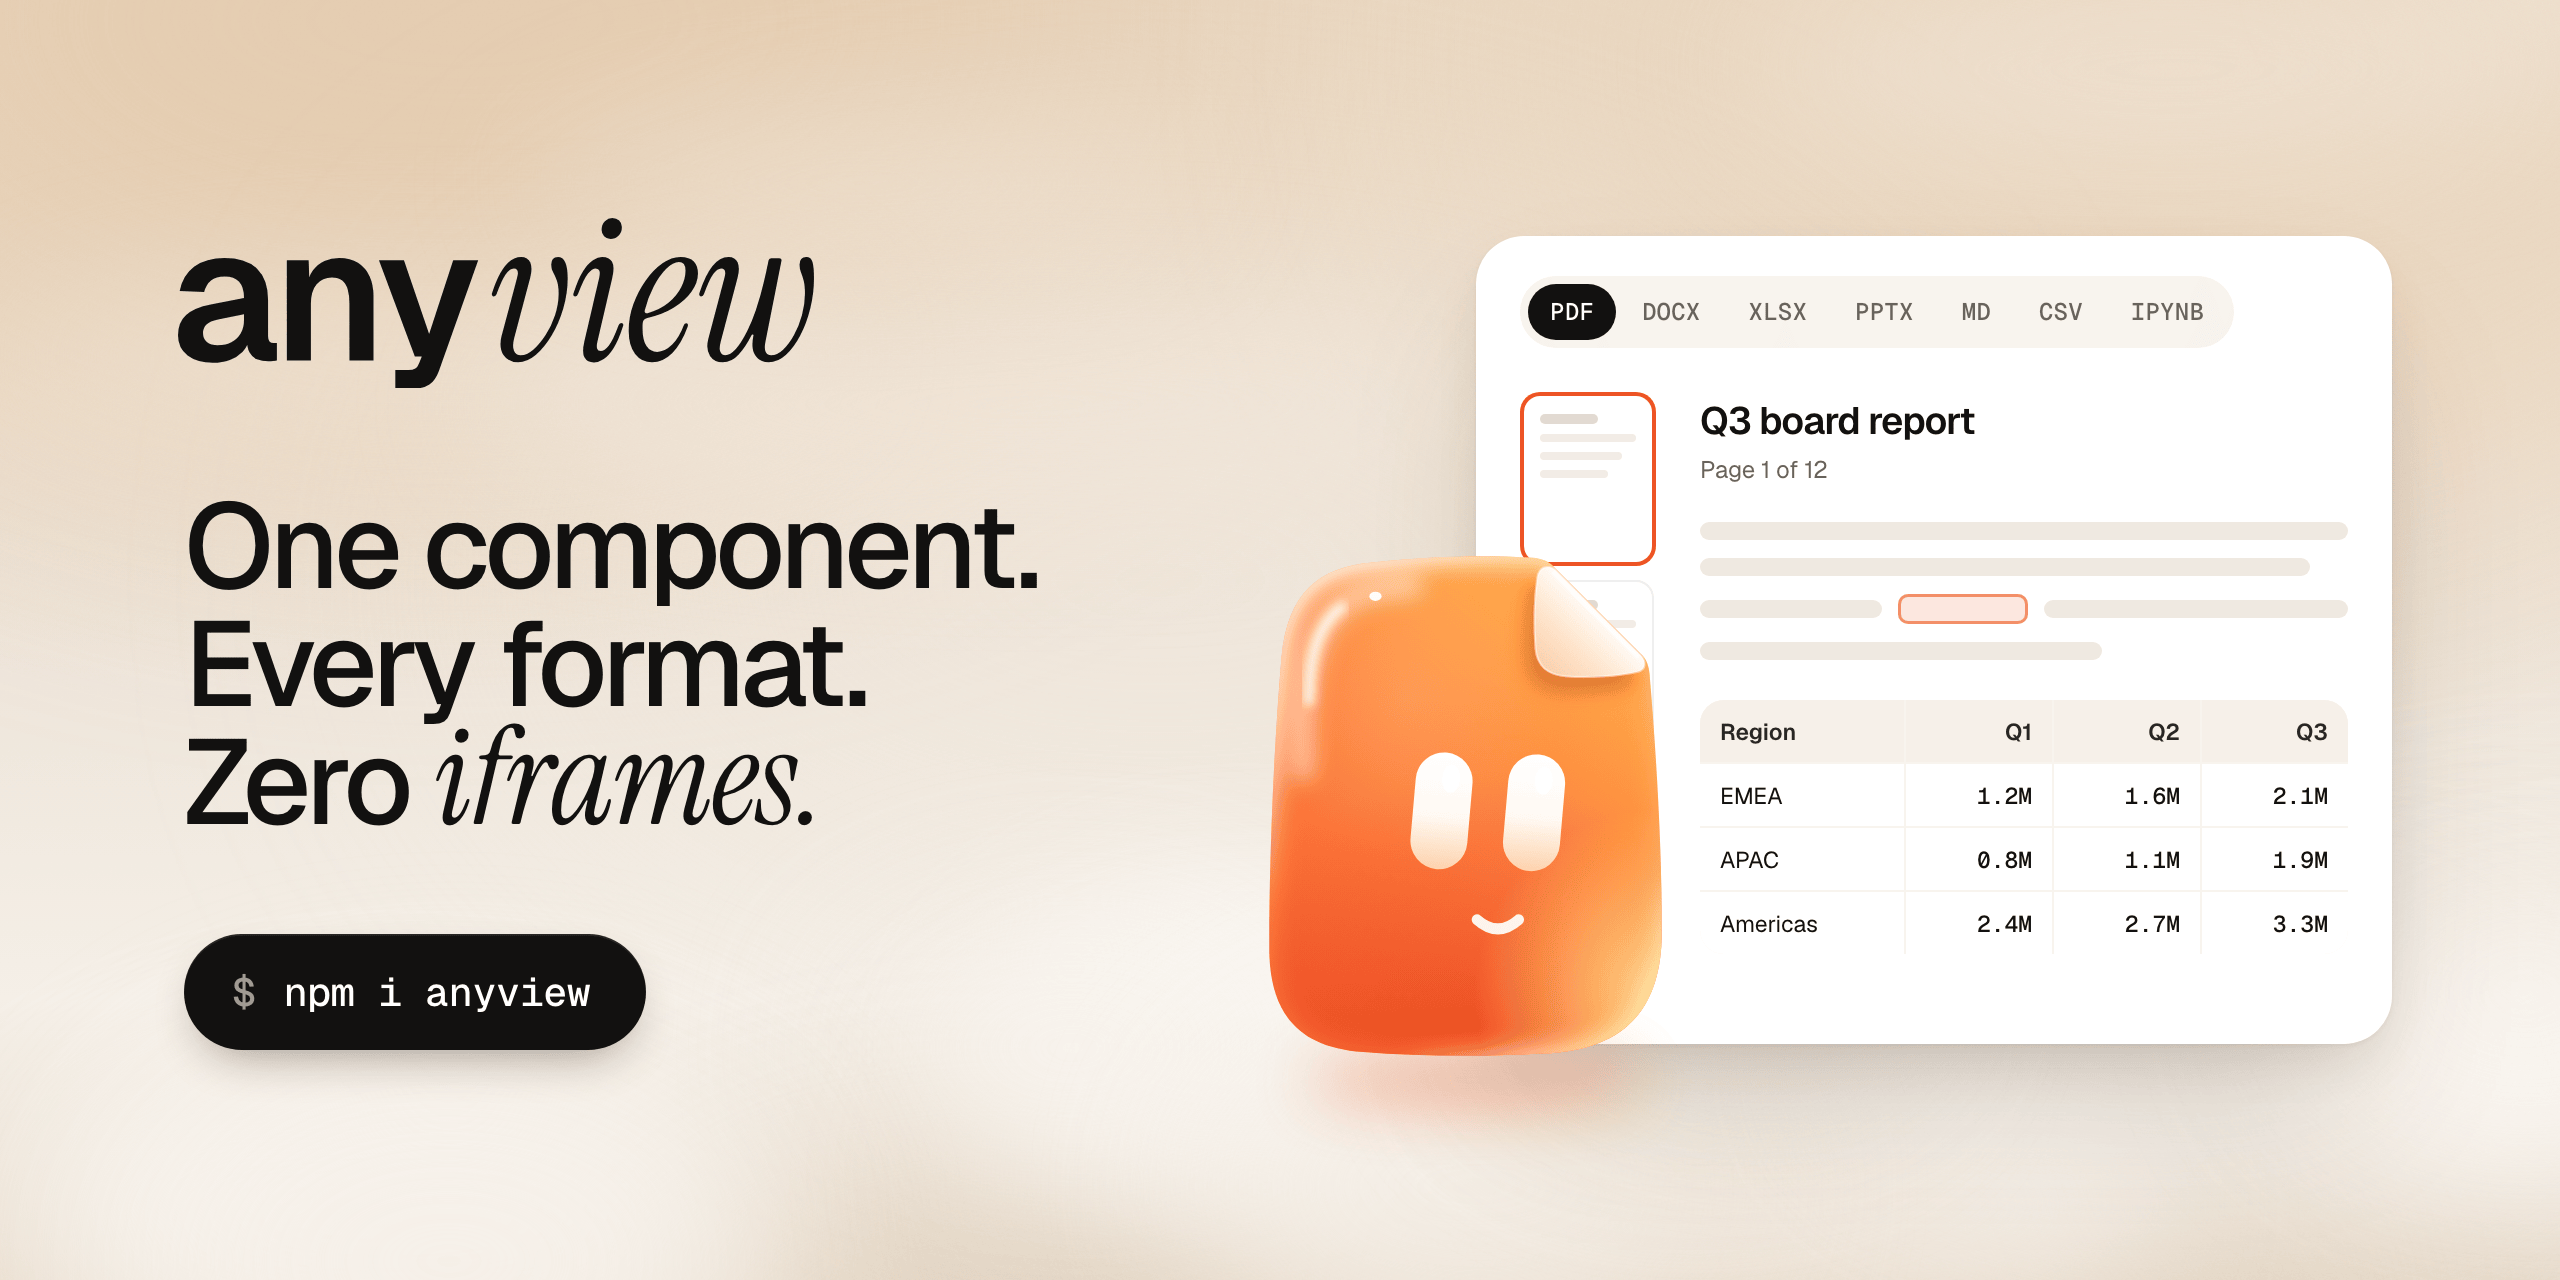 anyview
One component.
Every format.
Zero iframes.
$ npm i anyview
PDF DOCX XLSX PPTX MD CSV IPYNB
Q3 board report
Page 1 of 12
Region Q1 Q2 Q3
EMEA 1.2M 1.6M 2.1M
APAC 0.8M 1.1M 1.9M
Americas 2.4M 2.7M 3.3M